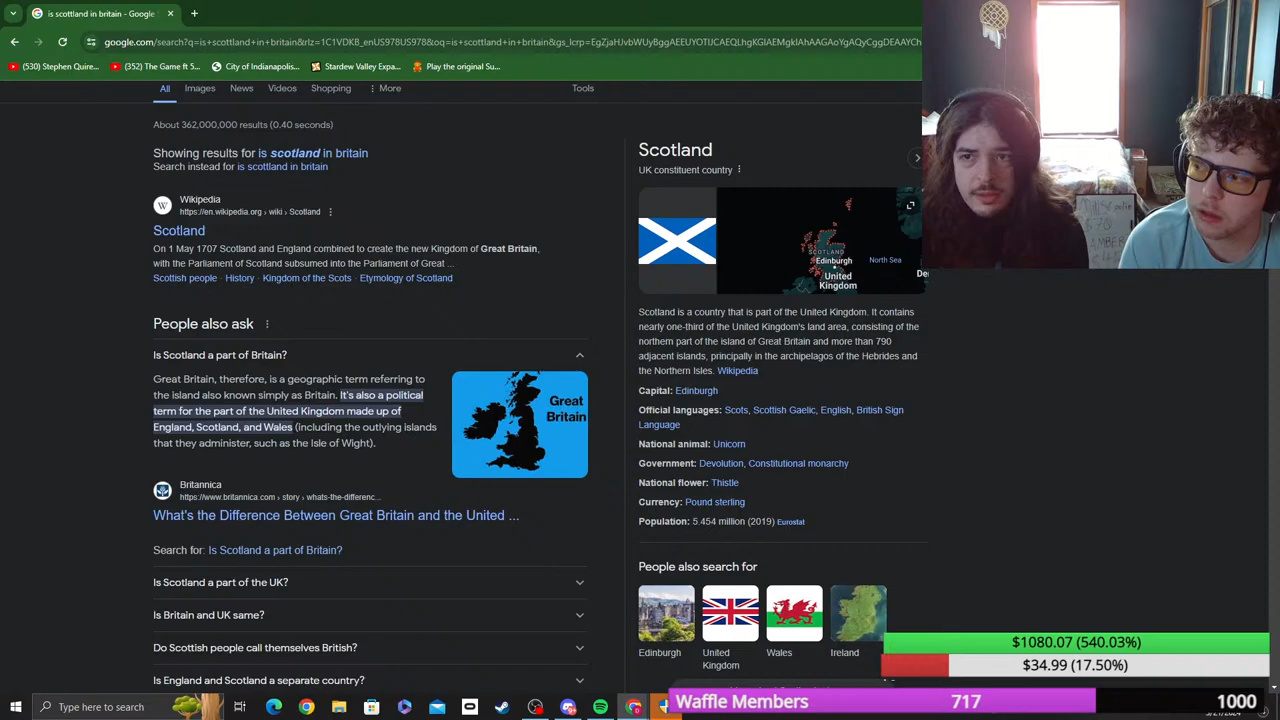 is scottland in britain - Google
google.com/search?q=is+scottland+in+britain&rlz=1C1VDK8_enUS978US978&oq=is+scottland+in+britain&gs_lcrp=EgZjaHJvbWUyBggAEEUYOTIJCAEQLhgKGIAEMgkIAhAAGAoYgAQyCggDEAAYCh
(530) Stephen Quire...
(352) The Game ft 5...
City of Indianapolis...
Stardew Valley Expa...
Play the original Su...
All
Images
News
Videos
Shopping
More
Tools
About 362,000,000 results (0.40 seconds)
Showing results for is scotland in britain
Search instead for is scottland in britain
Wikipedia
https://en.wikipedia.org › wiki › Scotland
Scotland
On 1 May 1707 Scotland and England combined to create the new Kingdom of Great Britain,
with the Parliament of Scotland subsumed into the Parliament of Great ...
Scottish people · History · Kingdom of the Scots · Etymology of Scotland
People also ask
Is Scotland a part of Britain?
Great Britain, therefore, is a geographic term referring to
the island also known simply as Britain. It's also a political
term for the part of the United Kingdom made up of
England, Scotland, and Wales (including the outlying islands
that they administer, such as the Isle of Wight).
Great
Britain
Britannica
https://www.britannica.com › story › whats-the-differenc...
What's the Difference Between Great Britain and the United ...
Search for: Is Scotland a part of Britain?
Is Scotland a part of the UK?
Is Britain and UK same?
Do Scottish people call themselves British?
Is England and Scotland a separate country?
Scotland
UK constituent country
SCOTLAND
Edinburgh
North Sea
United
Kingdom
Scotland is a country that is part of the United Kingdom. It contains
nearly one-third of the United Kingdom's land area, consisting of the
northern part of the island of Great Britain and more than 790
adjacent islands, principally in the archipelagos of the Hebrides and
the Northern Isles. Wikipedia
Capital: Edinburgh
Official languages: Scots, Scottish Gaelic, English, British Sign
Language
National animal: Unicorn
Government: Devolution, Constitutional monarchy
National flower: Thistle
Currency: Pound sterling
Population: 5.454 million (2019) Eurostat
People also search for
Edinburgh
United
Kingdom
Wales
Ireland
$1080.07 (540.03%)
$34.99 (17.50%)
Waffle Members
717
1000
Type here to search